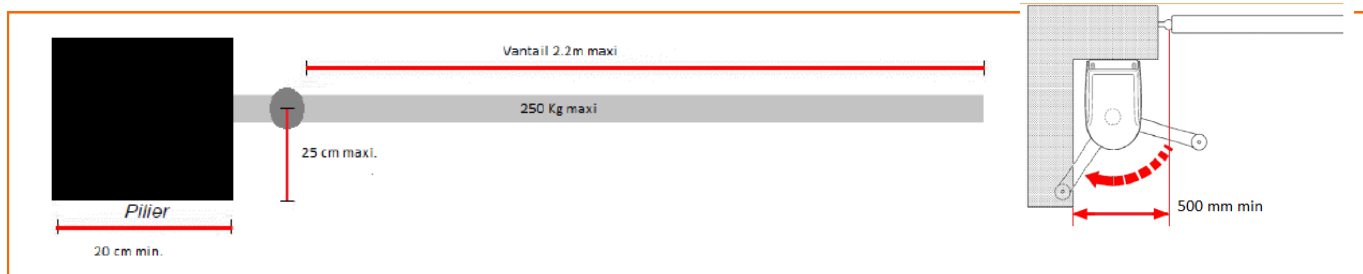 Vantail 2.2m maxi
250 Kg maxi
25 cm maxi.
Pilier
20 cm min.
500 mm min